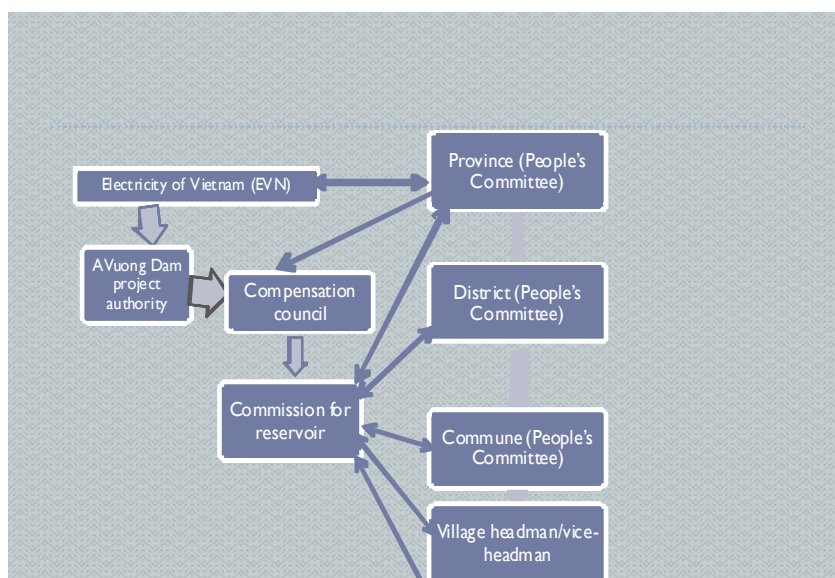 Province (People's
Committee)
Electricity of Vietnam (EVN)
A Vuong Dam
project
authority
Compensation
council
District (People's
Committee)
Commission for
reservoir
Commune (People's
Committee)
Village headman/vice-
headman